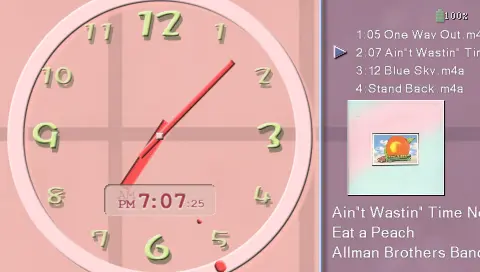 12
11
1
10
2
9
3
8
4
7
5
6
PM 7:07:25
100%
1:05 One Way Out.m4a
2:07 Ain"t Wastin" Tim
3:12 Blue Sky.m4a
4 Stand Back m4a
Ain"t Wastin" Time N
Eat a Peach
Allman Brothers Band